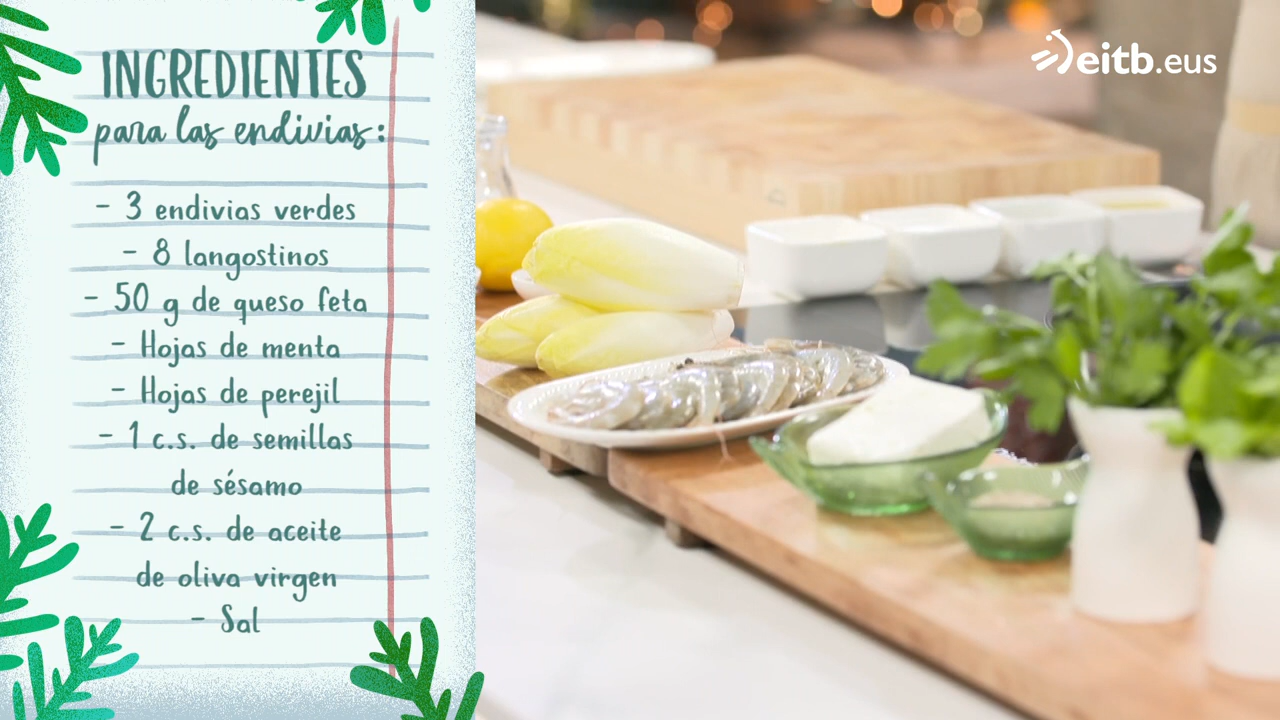 INGREDIENTES
para las endivias:
- 3 endivias verdes
- 8 langostinos
- 50 g de queso feta
- Hojas de menta
- Hojas de perejil
- 1 c.s. de semillas
de sésamo
- 2 c.s. de aceite
de oliva virgen
- Sal
eitb.eus